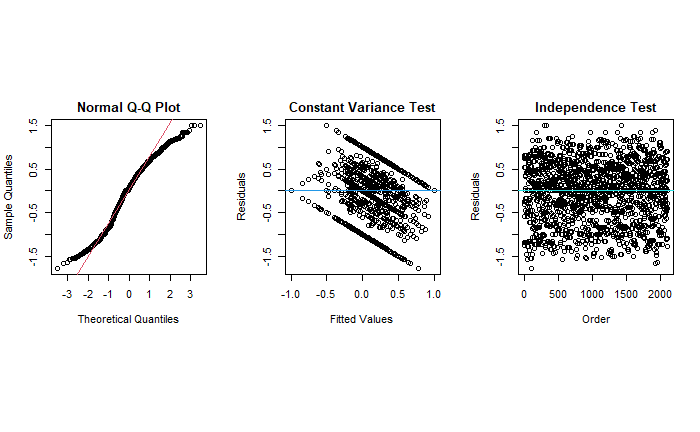 Normal Q-Q Plot
Sample Quantiles
-1.5 -0.5 0.5 1.5
-3 -2 -1 0 1 2 3
Theoretical Quantiles
Constant Variance Test
Residuals
-1.5 -0.5 0.5 1.5
-1.0 -0.5 0.0 0.5 1.0
Fitted Values
Independence Test
Residuals
-1.5 -0.5 0.5 1.5
0 500 1000 1500 2000
Order